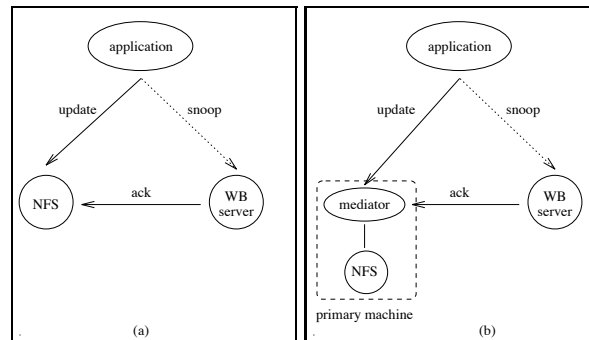 application
update
snoop
NFS
ack
WB
server
(a)
application
update
snoop
mediator
ack
WB
server
NFS
primary machine
(b)